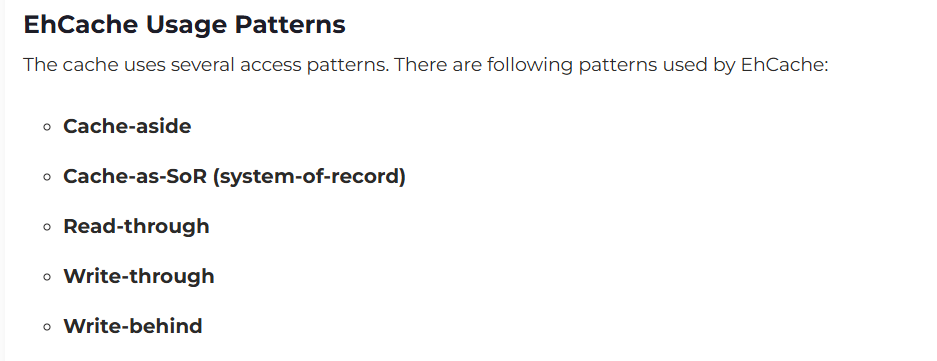 EhCache Usage Patterns
The cache uses several access patterns. There are following patterns used by EhCache:
Cache-aside
Cache-as-SoR (system-of-record)
Read-through
Write-through
Write-behind